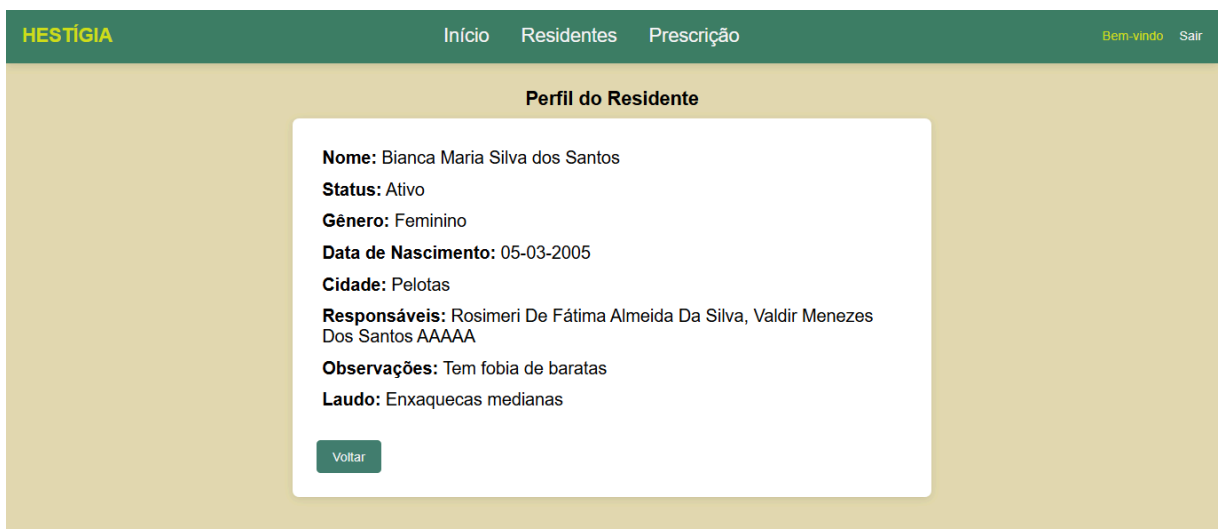 HESTÍGIA Início Residentes Prescrição Bem-vindo Sair
Perfil do Residente
Nome: Bianca Maria Silva dos Santos
Status: Ativo
Gênero: Feminino
Data de Nascimento: 05-03-2005
Cidade: Pelotas
Responsáveis: Rosimeri De Fátima Almeida Da Silva, Valdir Menezes
Dos Santos AAAAA
Observações: Tem fobia de baratas
Laudo: Enxaquecas medianas
Voltar